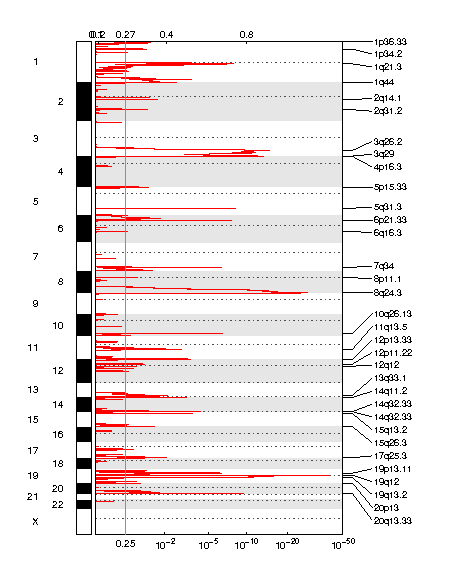 0.12 0.27 0.4 0.8
1
2
3
4
5
6
7
8
9
10
11
12
13
14
15
16
17
18
19
20
21
22
X
1p36.33
1p34.2
1q21.3
1q44
2q14.1
2q31.2
3q26.2
3q29
4p16.3
5p15.33
5q31.3
6p21.33
6q16.3
7q34
8p11.1
8q24.3
10q26.13
11q13.5
12p13.33
12p11.22
12q12
13q33.1
14q11.2
14q32.33
14q32.33
15q13.2
15q26.3
17q25.3
19p13.11
19q12
19q13.2
20p13
20q13.33
0.25 10⁻² 10⁻⁵ 10⁻¹⁰ 10⁻²⁰ 10⁻⁵⁰